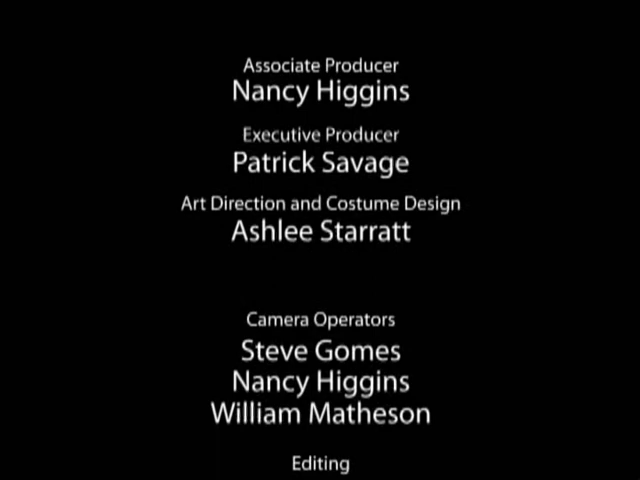 Associate Producer
Nancy Higgins
Executive Producer
Patrick Savage
Art Direction and Costume Design
Ashlee Starratt
Camera Operators
Steve Gomes
Nancy Higgins
William Matheson
Editing